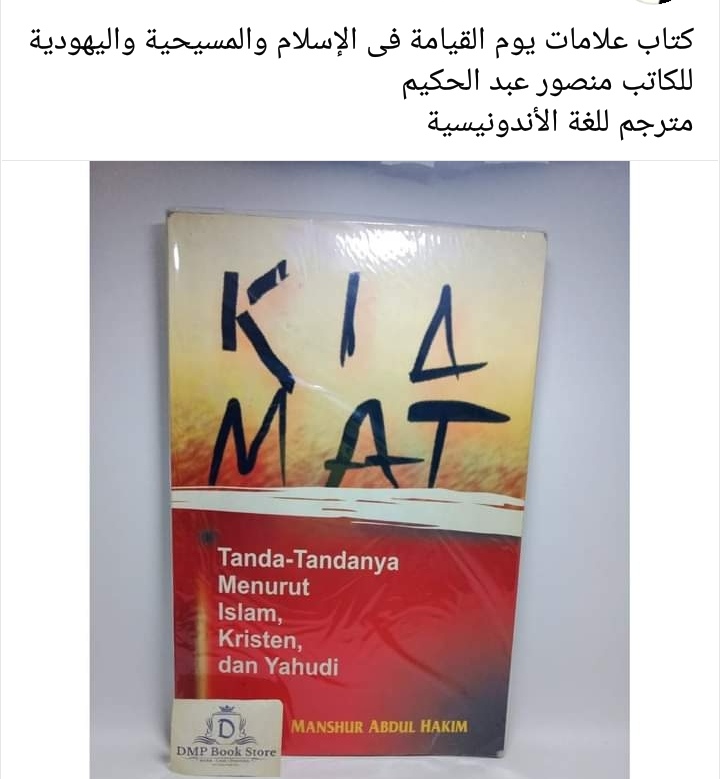 كتاب علامات يوم القيامة فى الإسلام والمسيحية واليهودية
للكاتب منصور عبد الحكيم
مترجم للغة الأندونيسية
KIA
MAT
Tanda-Tandanya
Menurut
Islam,
Kristen,
dan Yahudi
MANSHUR ABDUL HAKIM
D
DMP Book Store